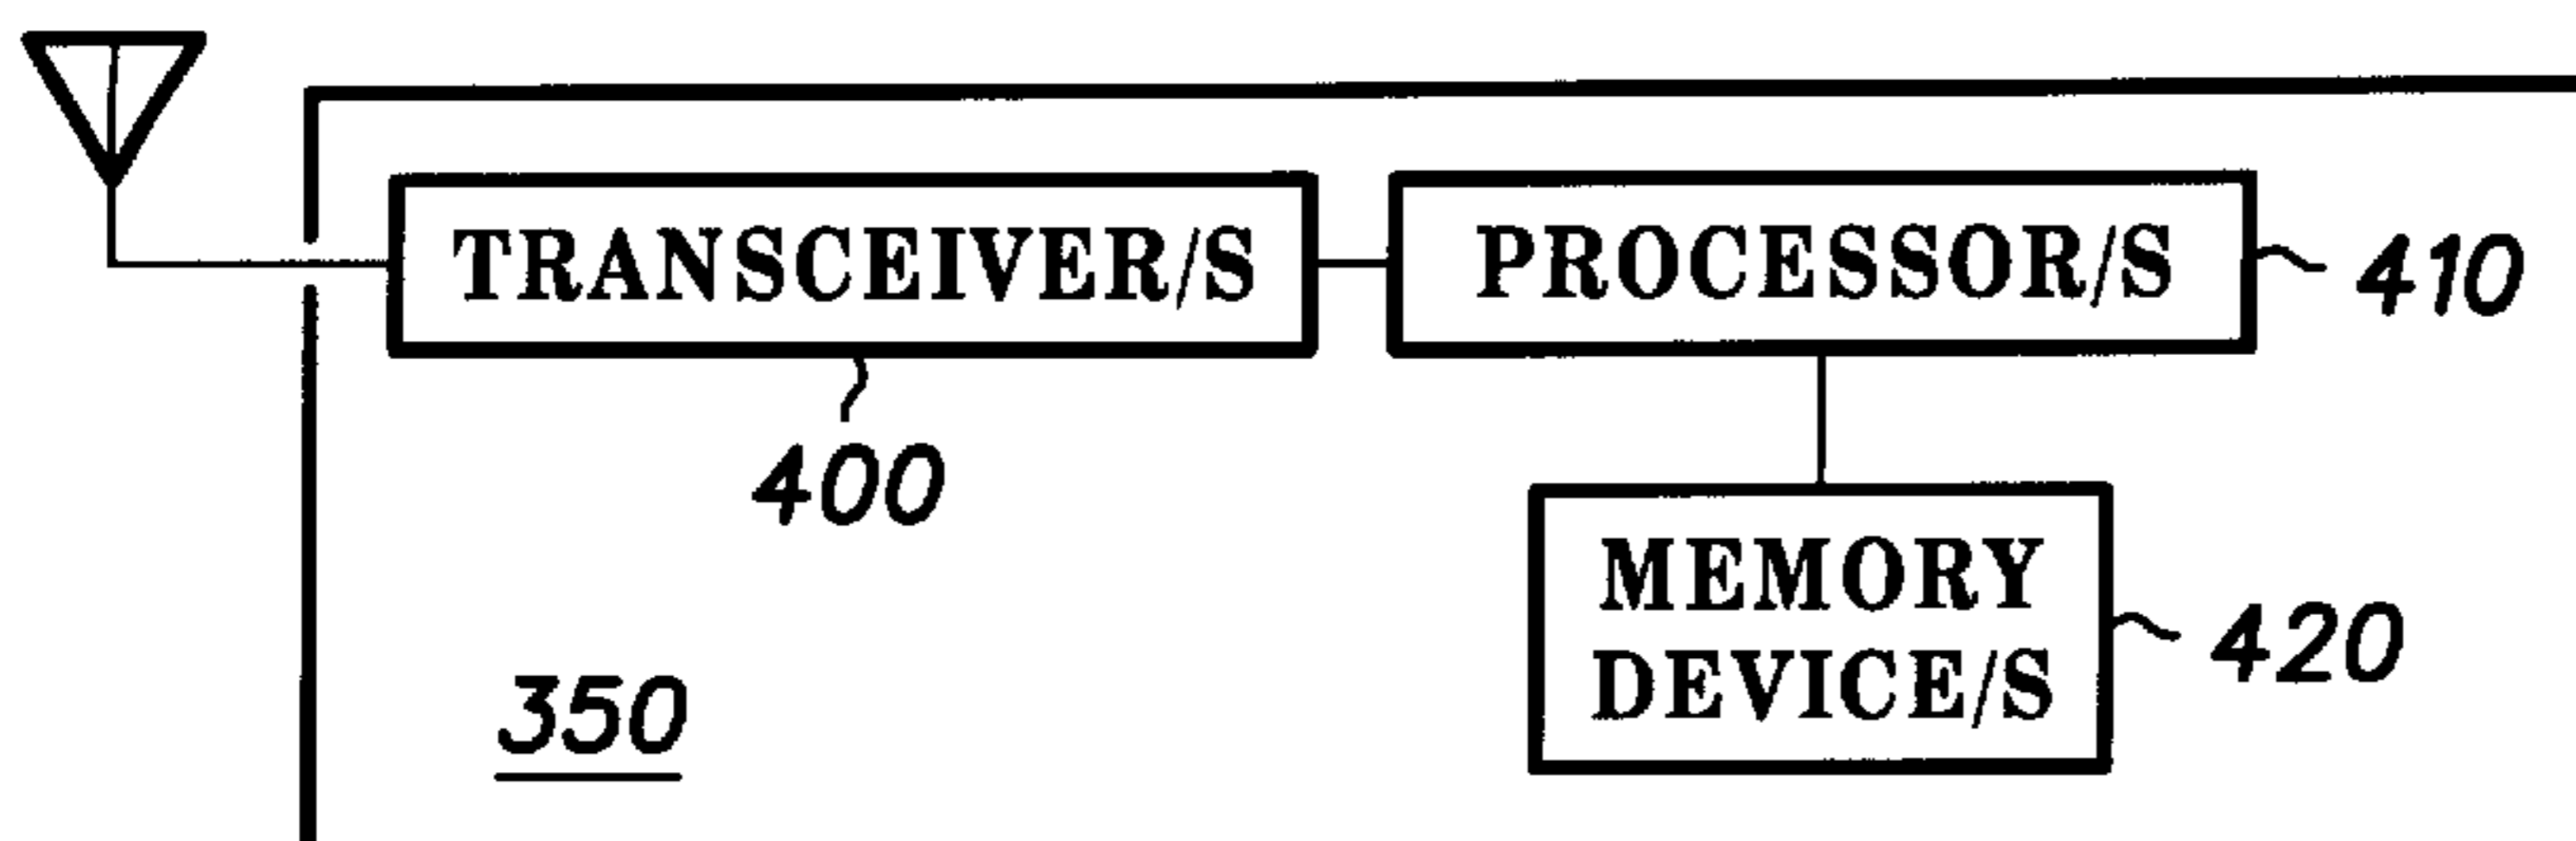 TRANSCEIVER/S
PROCESSOR/S
410
400
MEMORY
DEVICE/S
420
350